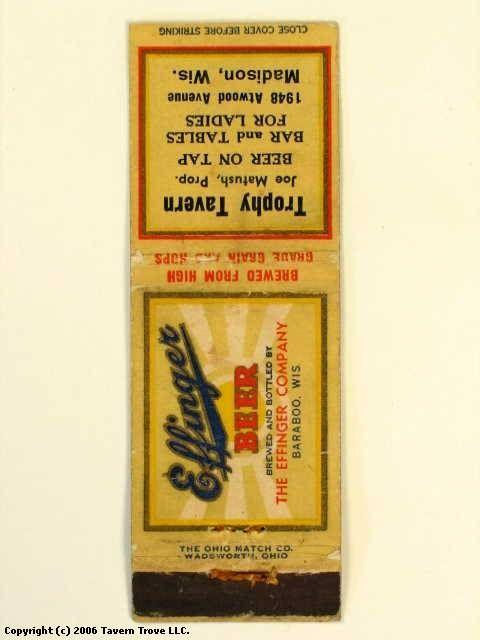 CLOSE COVER BEFORE STRIKING
Trophy Tavern
Joe Matush, Prop.
BEER ON TAP
BAR and TABLES
FOR LADIES
1948 Atwood Avenue
Madison, Wis.
BREWED FROM HIGH
GRADE GRAIN AND HOPS
Effinger
BEER
BREWED AND BOTTLED BY
THE EFFINGER COMPANY
BARABOO, WIS.
THE OHIO MATCH CO.
WADSWORTH, OHIO
Copyright (c) 2006 Tavern Trove LLC.